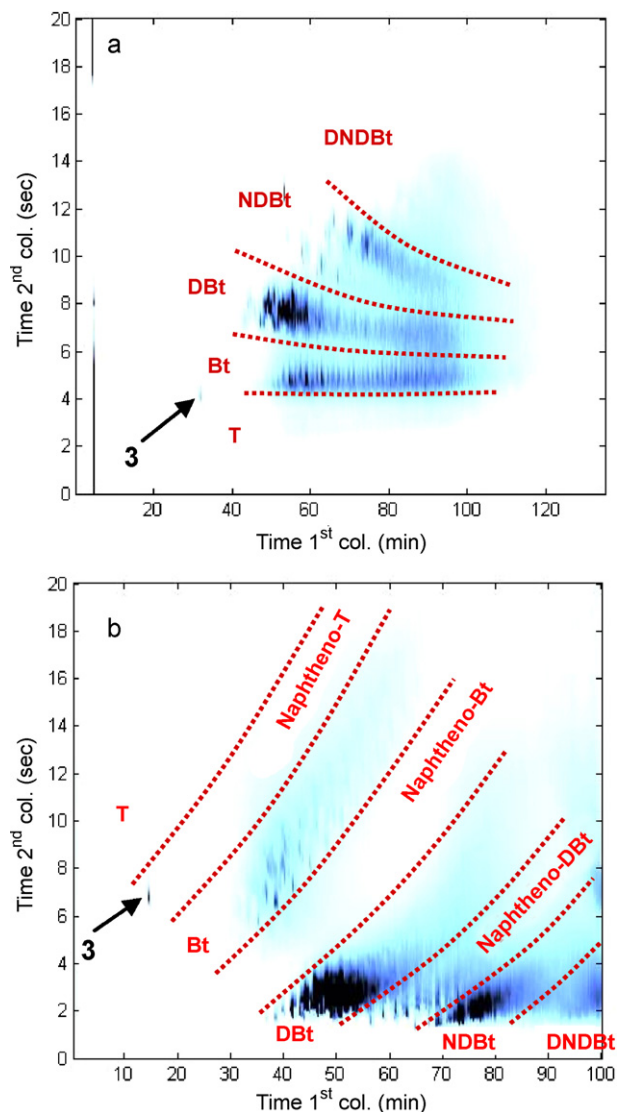 a
20
18
16
14
12
10
8
6
4
2
0
Time 2nd col. (sec)
DNDBt
NDBt
DBt
Bt
T
3
20 40 60 80 100 120
Time 1st col. (min)
b
20
18
16
14
12
10
8
6
4
2
0
Time 2nd col. (sec)
Naphtheno-T
Naphtheno-Bt
T
Naphtheno-DBt
3
Bt
DBt
NDBt
DNDBt
10 20 30 40 50 60 70 80 90 100
Time 1st col. (min)